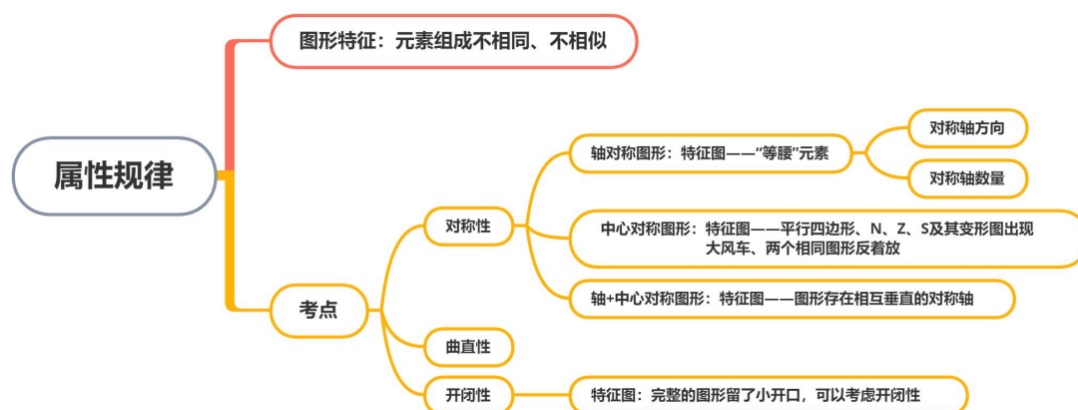 图形特征：元素组成不相同、不相似
属性规律
考点
对称性
轴对称图形：特征图——“等腰”元素
对称轴方向
对称轴数量
中心对称图形：特征图——平行四边形、N、Z、S及其变形图出现
大风车、两个相同图形反着放
轴+中心对称图形：特征图——图形存在相互垂直的对称轴
曲直性
开闭性
特征图：完整的图形留了小开口，可以考虑开闭性